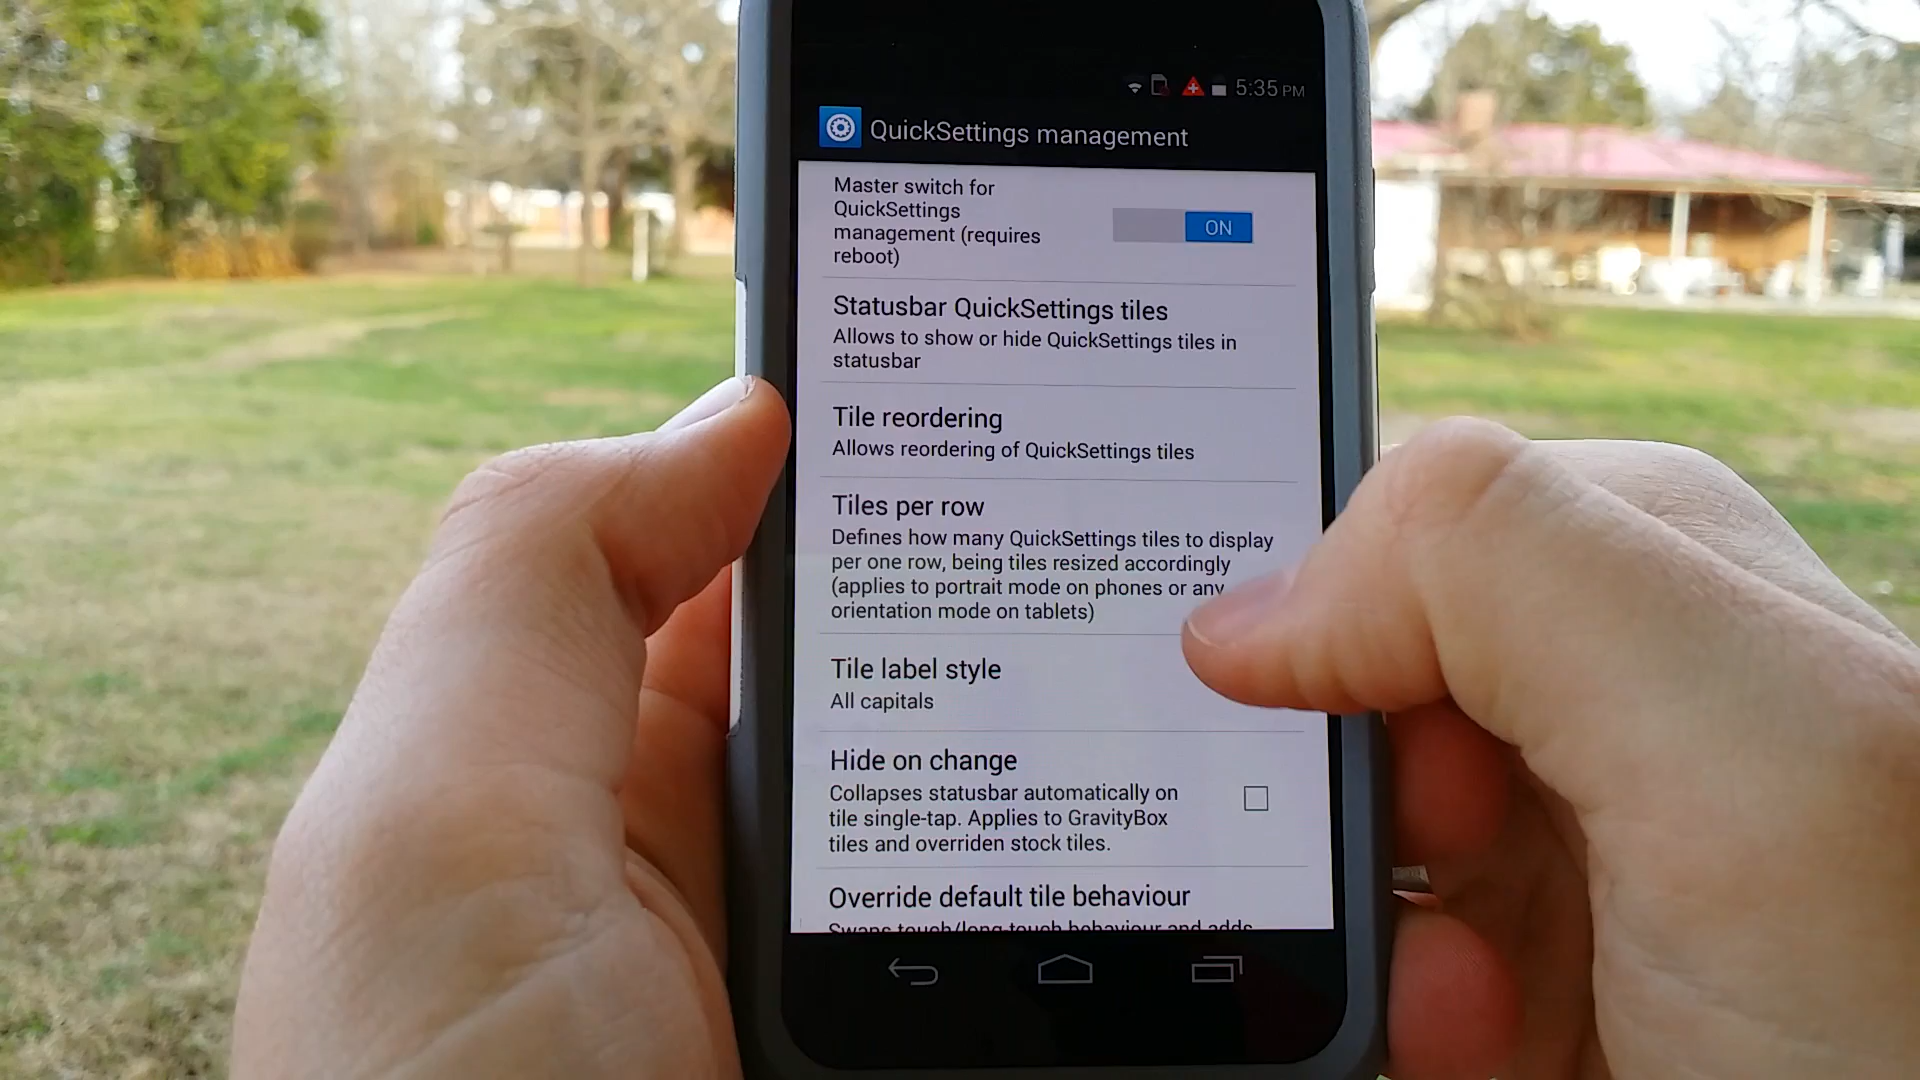 5:35 PM
QuickSettings management
Master switch for
QuickSettings
management (requires
reboot)
ON
Statusbar QuickSettings tiles
Allows to show or hide QuickSettings tiles in
statusbar
Tile reordering
Allows reordering of QuickSettings tiles
Tiles per row
Defines how many QuickSettings tiles to display
per one row, being tiles resized accordingly
(applies to portrait mode on phones or any
orientation mode on tablets)
Tile label style
All capitals
Hide on change
Collapses statusbar automatically on
tile single-tap. Applies to GravityBox
tiles and overriden stock tiles.
Override default tile behaviour
Swaps touch/long touch behaviour and adds